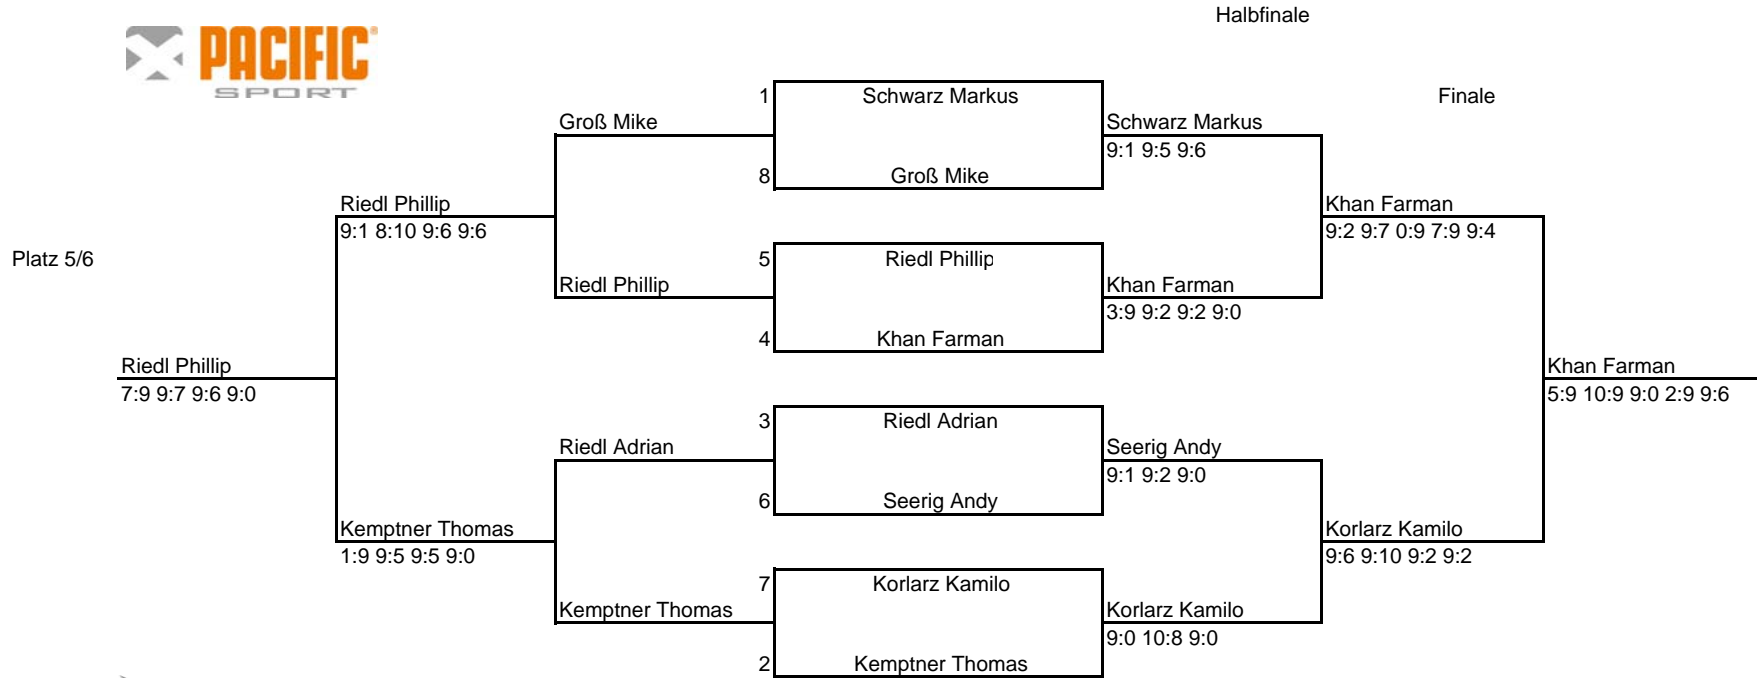 Halbfinale
PACIFIC®
SPORT
1 Schwarz Markus Finale
Groß Mike Schwarz Markus
9:1 9:5 9:6
8 Groß Mike
Riedl Phillip Khan Farman
9:1 8:10 9:6 9:6 9:2 9:7 0:9 7:9 9:4
Platz 5/6 5 Riedl Phillip
Riedl Phillip Khan Farman
3:9 9:2 9:2 9:0
4 Khan Farman
Riedl Phillip Khan Farman
7:9 9:7 9:6 9:0 5:9 10:9 9:0 2:9 9:6
3 Riedl Adrian
Riedl Adrian Seerig Andy
9:1 9:2 9:0
6 Seerig Andy
Kemptner Thomas Korlarz Kamilo
1:9 9:5 9:5 9:0 9:6 9:10 9:2 9:2
7 Korlarz Kamilo
Kemptner Thomas Korlarz Kamilo
9:0 10:8 9:0
2 Kemptner Thomas